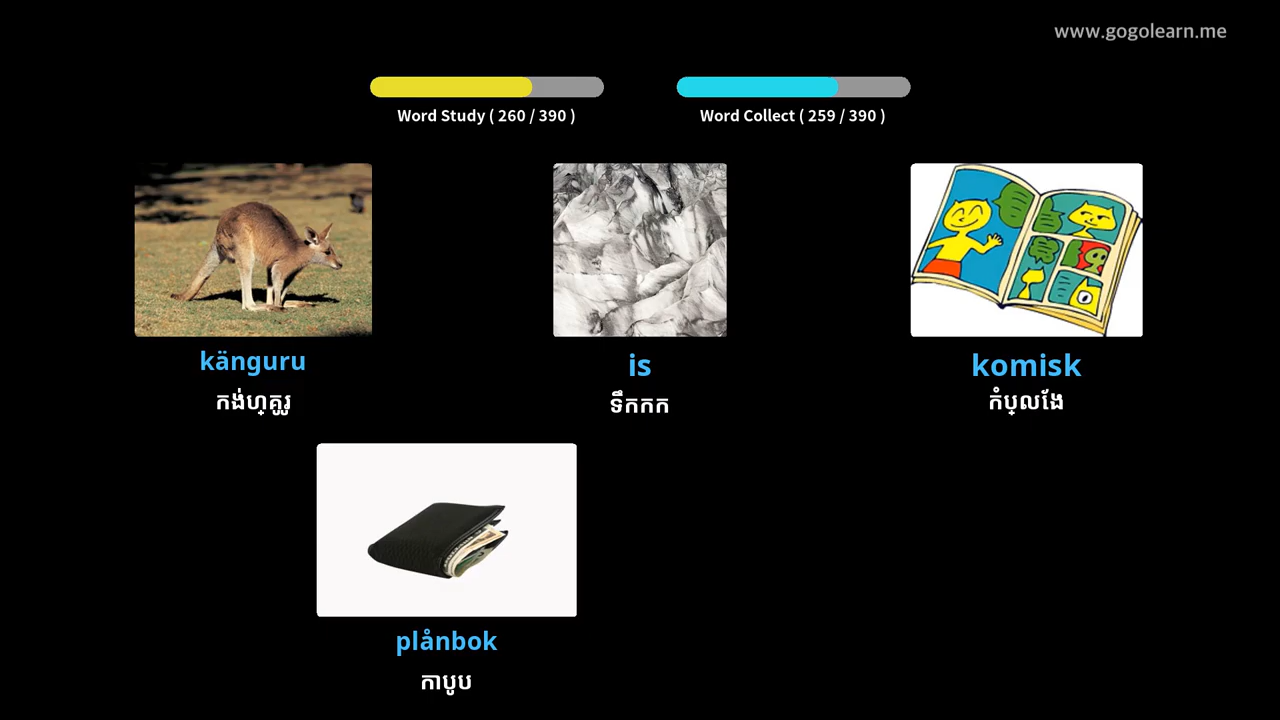 www.gogolearn.me
Word Study ( 260 / 390 )
Word Collect ( 259 / 390 )
känguru
is
komisk
កង់ហ្គូរូ
ទឹកកក
កំប្លែង
plånbok
កាបូប